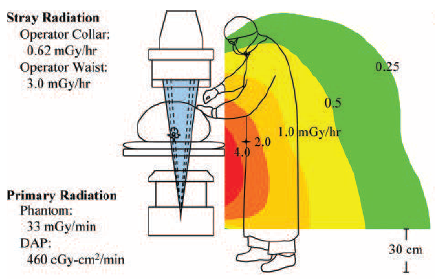 Stray Radiation
Operator Collar:
0.62 mGy/hr
Operator Waist:
3.0 mGy/hr
0.25
0.5
1.0 mGy/hr
2.0
4.0
Primary Radiation
Phantom:
33 mGy/min
DAP:
460 cGy-cm²/min
30 cm